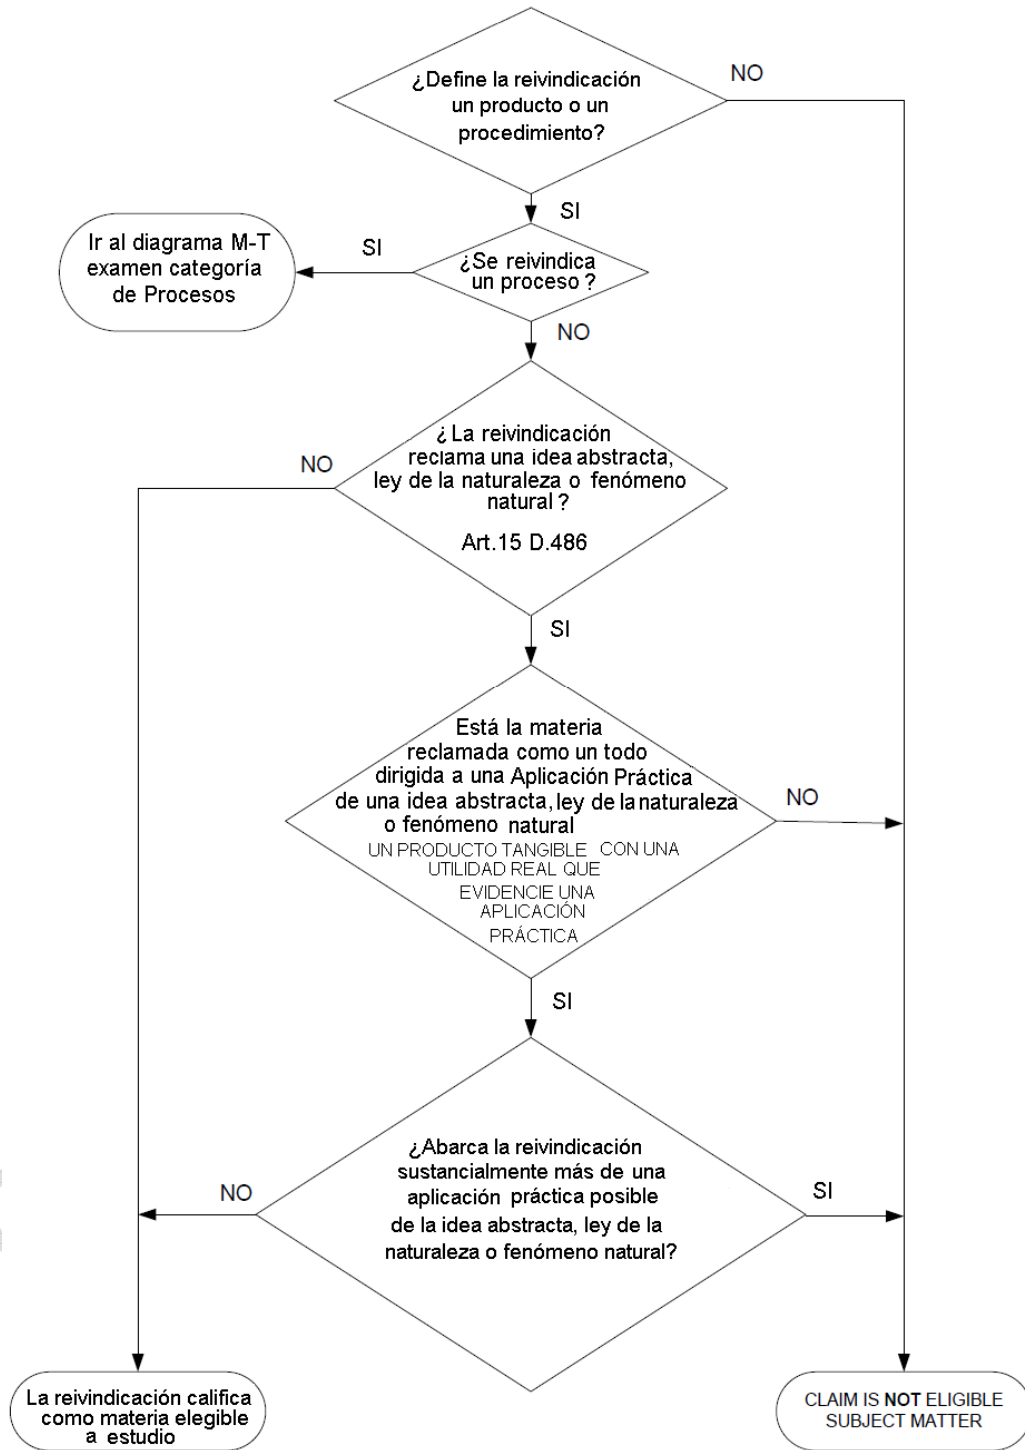 ¿Define la reivindicación
un producto o un
procedimiento?
NO
SI
Ir al diagrama M-T
examen categoría
de Procesos
SI
¿Se reivindica
un proceso ?
NO
¿ La reivindicación
reclama una idea abstracta,
ley de la naturaleza o fenómeno
natural ?
Art.15 D.486
NO
SI
Está la materia
reclamada como un todo
dirigida a una Aplicación Práctica
de una idea abstracta, ley de la naturaleza
o fenómeno natural
UN PRODUCTO TANGIBLE CON UNA
UTILIDAD REAL QUE
EVIDENCIE UNA
APLICACIÓN
PRÁCTICA
NO
SI
¿Abarca la reivindicación
sustancialmente más de una
aplicación práctica posible
de la idea abstracta, ley de la
naturaleza o fenómeno natural?
NO
SI
La reivindicación califica
como materia elegible
a estudio
CLAIM IS NOT ELIGIBLE
SUBJECT MATTER